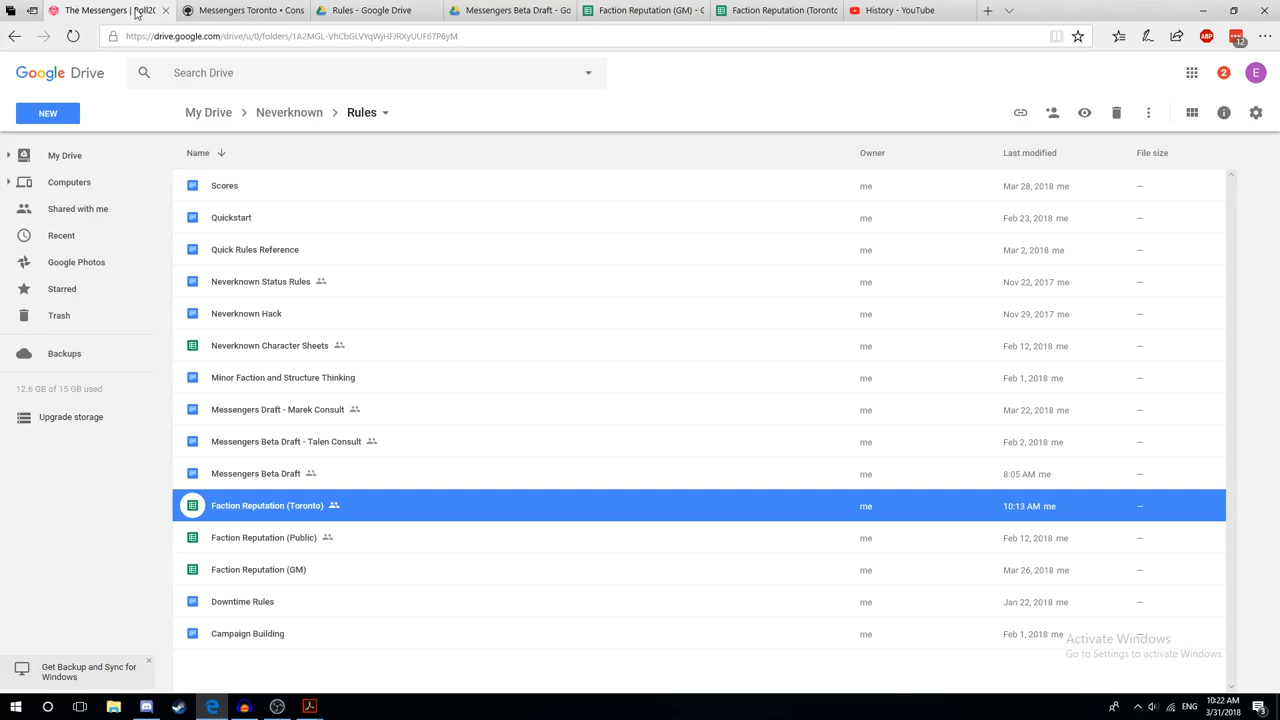 The Messengers | Roll20
Messengers Toronto • Cons
Rules - Google Drive
Messengers Beta Draft - Go
Faction Reputation (GM) - G
Faction Reputation (Toronto
History - YouTube
https://drive.google.com/drive/u/0/folders/1A2MGL-VhCbGLVYqWjHFJRXyUUF67P6yM
ABP
12
Google Drive
Search Drive
2
E
NEW
My Drive
Neverknown
Rules
Name
Owner
Last modified
File size
My Drive
Computers
Shared with me
Recent
Google Photos
Starred
Trash
Backups
12.6 GB of 15 GB used
Upgrade storage
Scores me Mar 28, 2018 me –
Quickstart me Feb 23, 2018 me –
Quick Rules Reference me Mar 2, 2018 me –
Neverknown Status Rules me Nov 22, 2017 me –
Neverknown Hack me Nov 29, 2017 me –
Neverknown Character Sheets me Feb 12, 2018 me –
Minor Faction and Structure Thinking me Feb 1, 2018 me –
Messengers Draft - Marek Consult me Mar 22, 2018 me –
Messengers Beta Draft - Talen Consult me Feb 2, 2018 me –
Messengers Beta Draft me 8:05 AM me –
Faction Reputation (Toronto) me 10:13 AM me –
Faction Reputation (Public) me Feb 12, 2018 me –
Faction Reputation (GM) me Mar 26, 2018 me –
Downtime Rules me Jan 22, 2018 me –
Campaign Building me Feb 1, 2018 me –
Activate Windows
Go to Settings to activate Windows.
Get Backup and Sync for
Windows
ENG
10:22 AM
3/31/2018
3